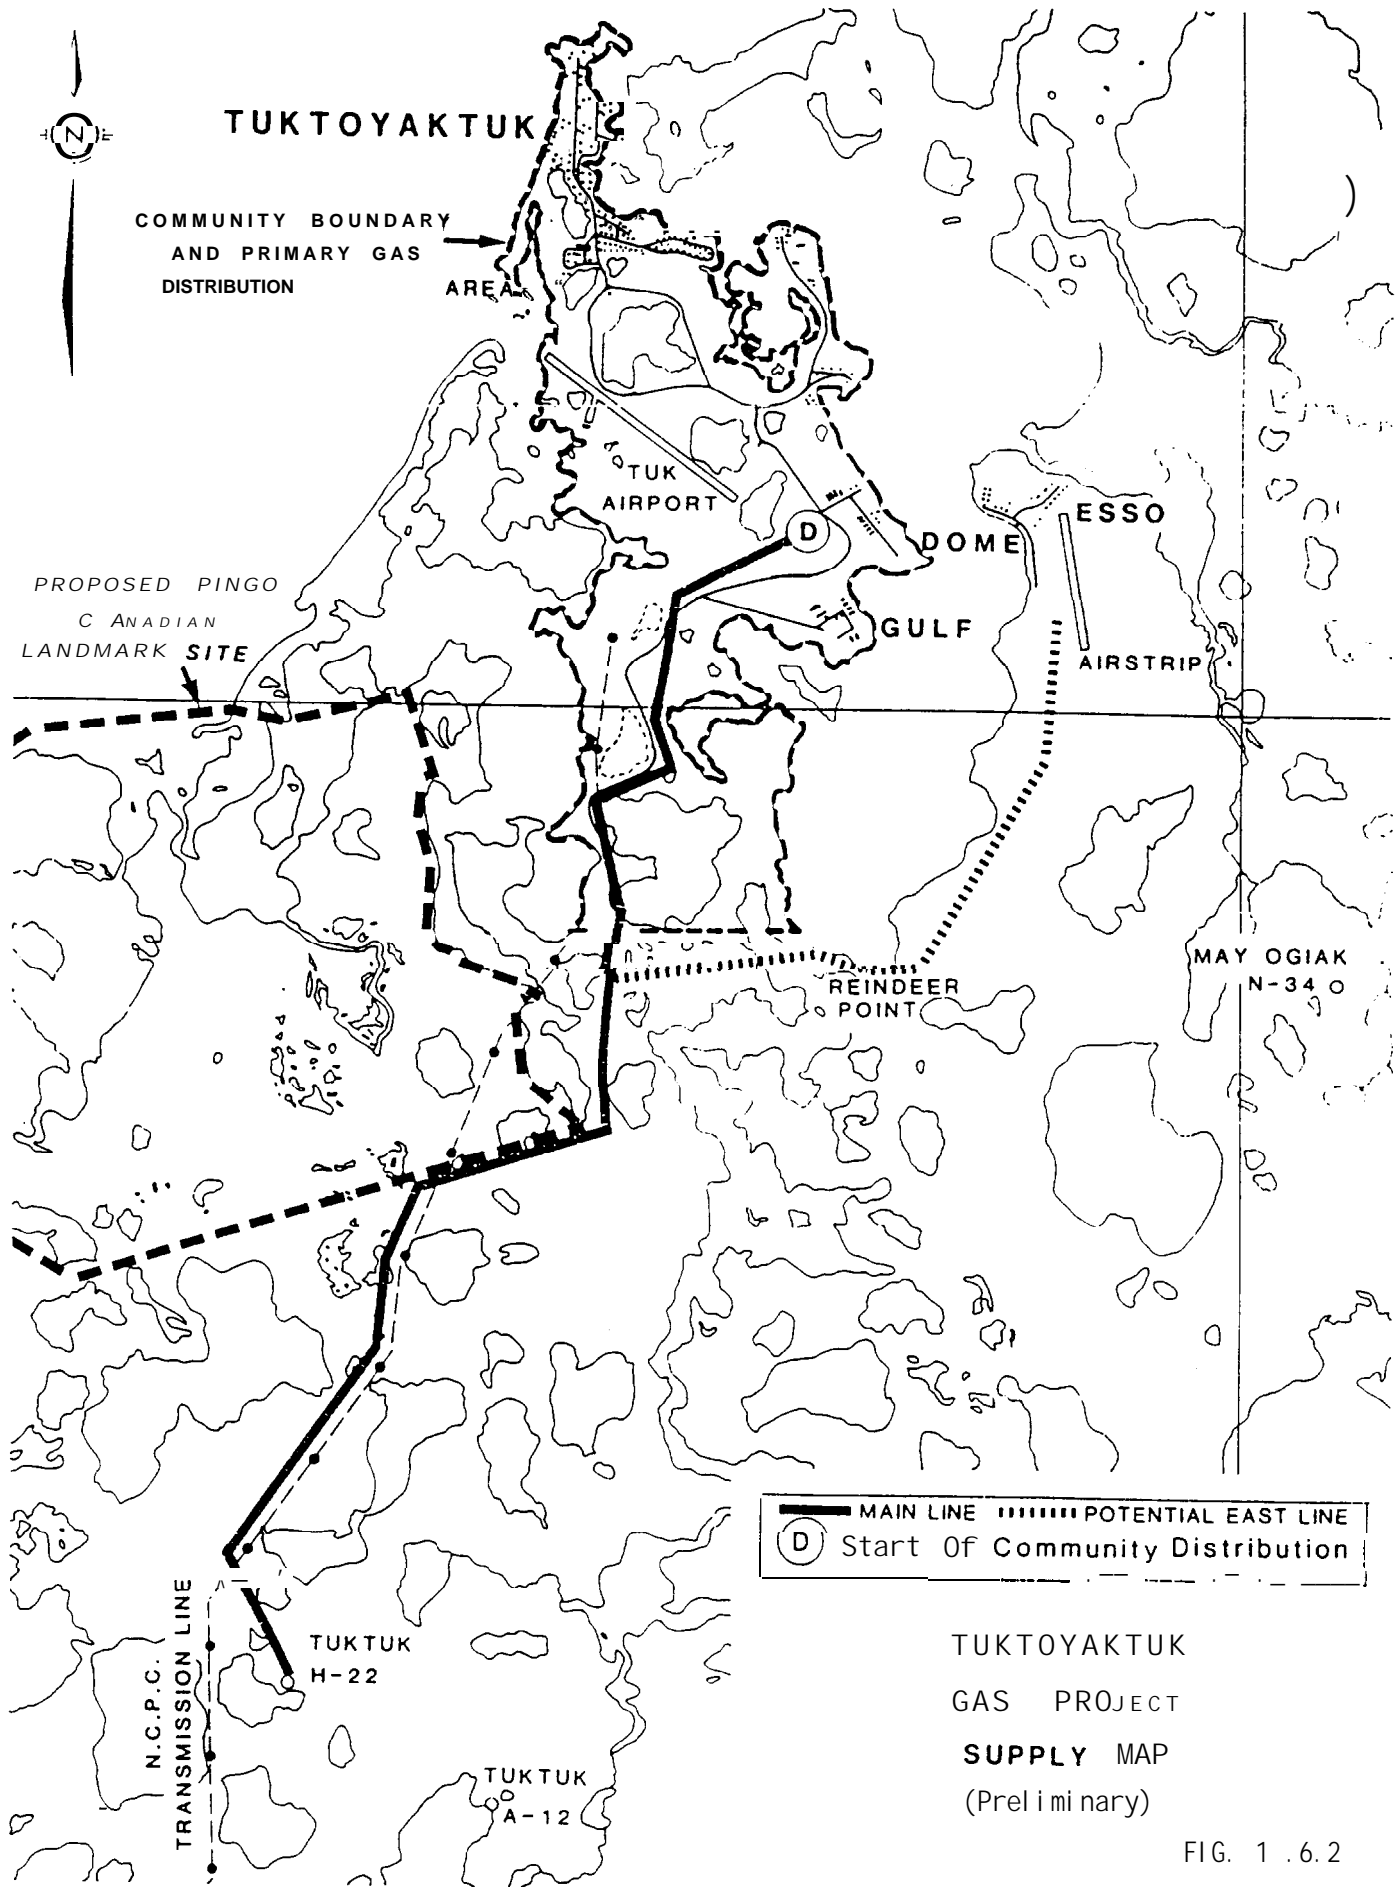 N
TUKTOYAKTUK
COMMUNITY BOUNDARY
AND PRIMARY GAS
DISTRIBUTION
AREA
TUK
AIRPORT
D
DOME
ESSO
GULF
AIRSTRIP
PROPOSED PINGO
C ANADIAN
LANDMARK SITE
MAY OGIAK
N-34
REINDEER
POINT
MAIN LINE POTENTIAL EAST LINE
D Start Of Community Distribution
N.C.P.C.
TRANSMISSION LINE
TUKTUK
H-22
TUKTUK
A-12
TUKTOYAKTUK
GAS PROJECT
SUPPLY MAP
(Preliminary)
FIG. 1 .6.2